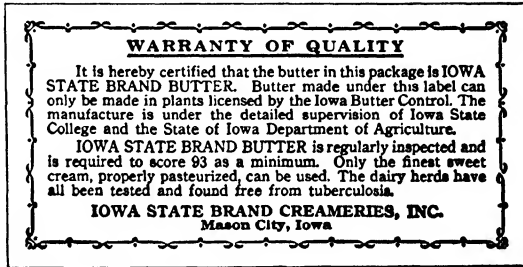 WARRANTY OF QUALITY
It is hereby certified that the butter in this package is IOWA
STATE BRAND BUTTER. Butter made under this label can
only be made in plants licensed by the Iowa Butter Control. The
manufacture is under the detailed supervision of Iowa State
College and the State of Iowa Department of Agriculture.
IOWA STATE BRAND BUTTER is regularly inspected and
is required to score 93 as a minimum. Only the finest sweet
cream, properly pasteurized, can be used. The dairy herds have
all been tested and found free from tuberculosis.
IOWA STATE BRAND CREAMERIES, INC.
Mason City, Iowa